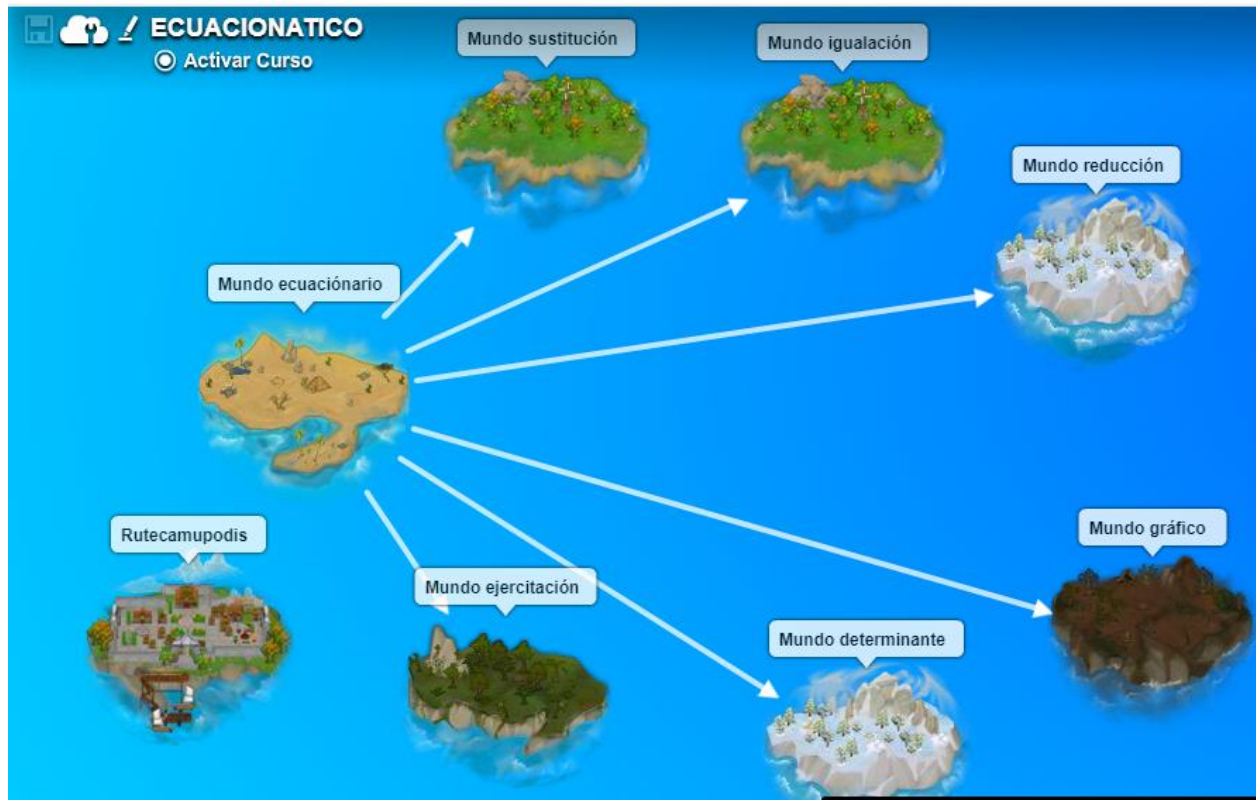 ECUACIONATICO
Activar Curso
Mundo sustitución
Mundo igualación
Mundo reducción
Mundo ecuaciónario
Rutecamupodis
Mundo ejercitación
Mundo gráfico
Mundo determinante